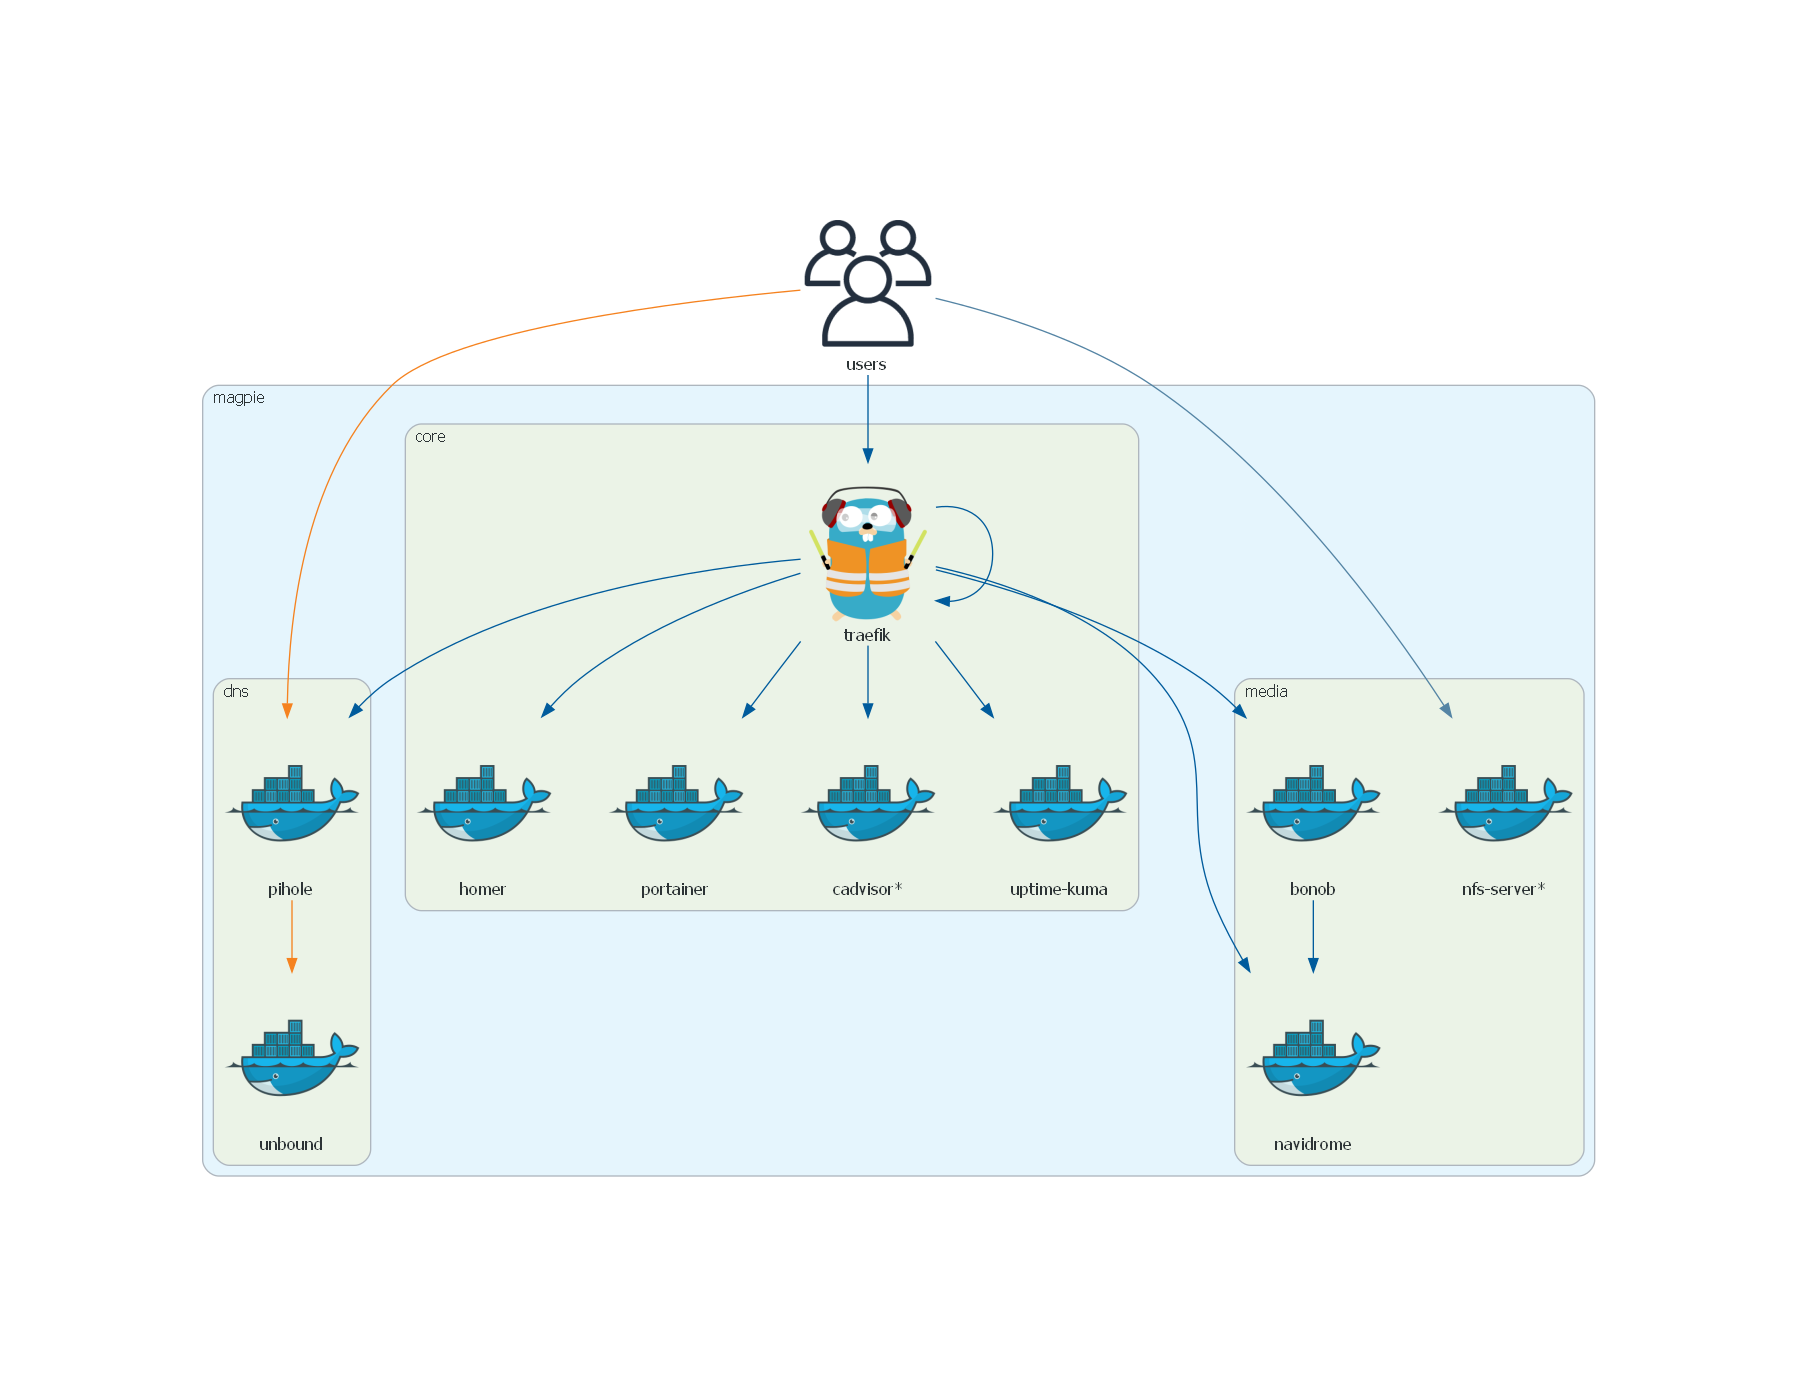 users
magpie
core
traefik
dns
media
pihole
homer
portainer
cadvisor*
uptime-kuma
bonob
nfs-server*
unbound
navidrome